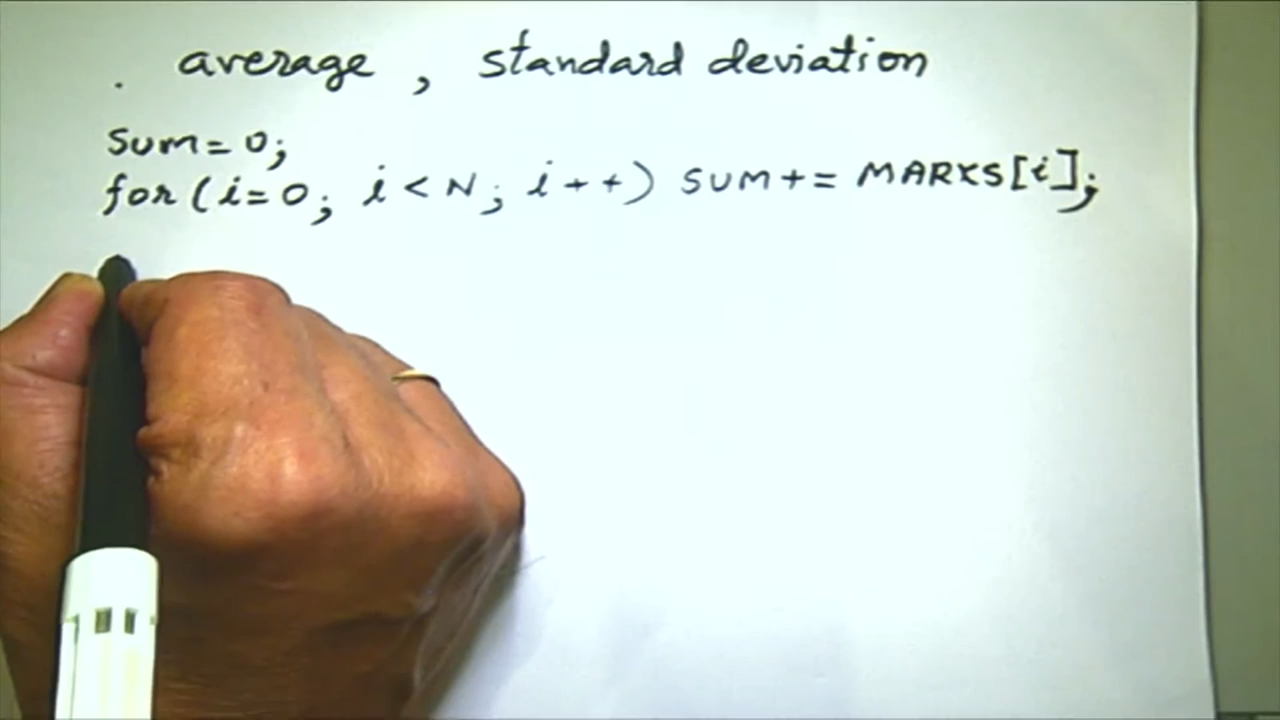 . average, standard deviation
sum = 0;
for (i=0; i<N; i++) SUM += MARKS[i];